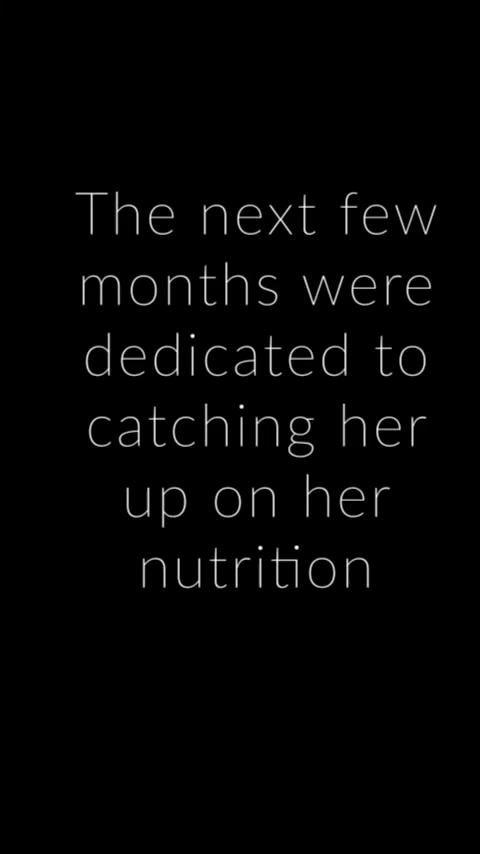 The next few
months were
dedicated to
catching her
up on her
nutrition